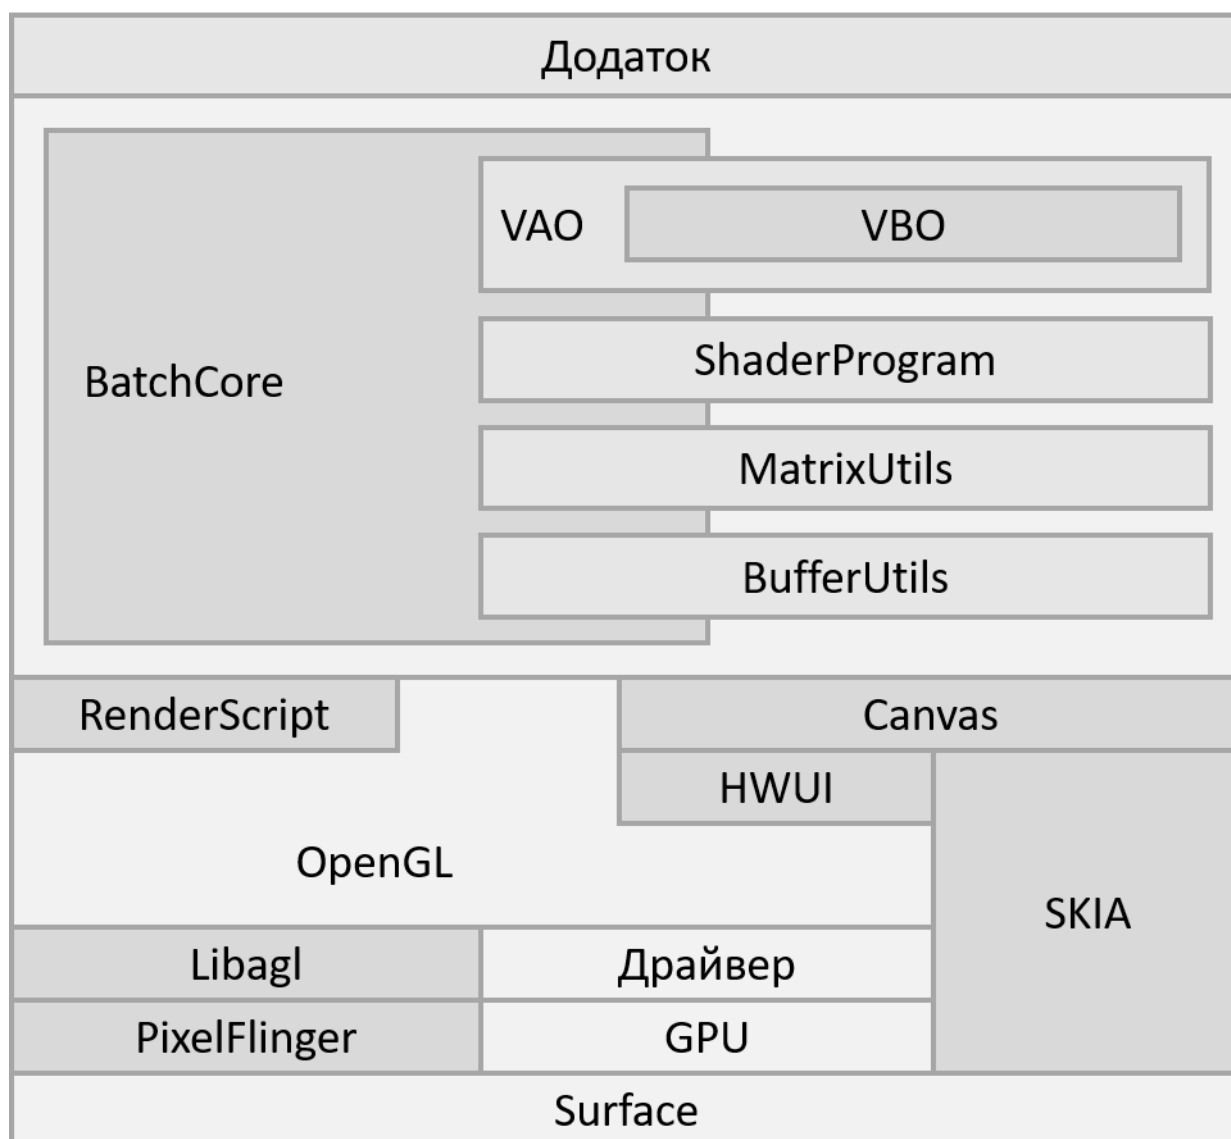 Додаток
VAO
VBO
BatchCore
ShaderProgram
MatrixUtils
BufferUtils
RenderScript
Canvas
HWUI
OpenGL
SKIA
Libagl
Драйвер
PixelFlinger
GPU
Surface